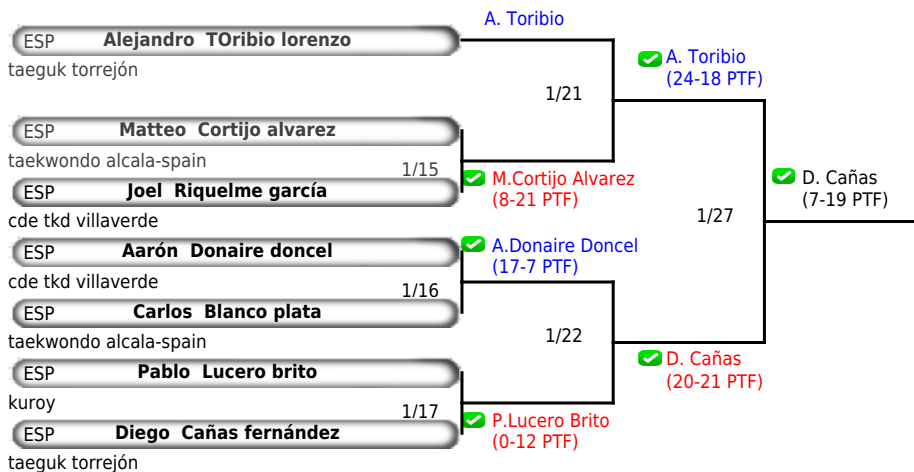 A. Toribio
ESP Alejandro TOribio lorenzo
taeguk torrejón
A. Toribio
(24-18 PTF)
1/21
ESP Matteo Cortijo alvarez
taekwondo alcala-spain
1/15
ESP Joel Riquelme garcía
M.Cortijo Alvarez
(8-21 PTF)
D. Cañas
(7-19 PTF)
cde tkd villaverde
1/27
ESP Aarón Donaire doncel
A.Donaire Doncel
(17-7 PTF)
cde tkd villaverde
1/16
ESP Carlos Blanco plata
taekwondo alcala-spain
1/22
ESP Pablo Lucero brito
D. Cañas
(20-21 PTF)
kuroy
1/17
ESP Diego Cañas fernández
P.Lucero Brito
(0-12 PTF)
taeguk torrejón